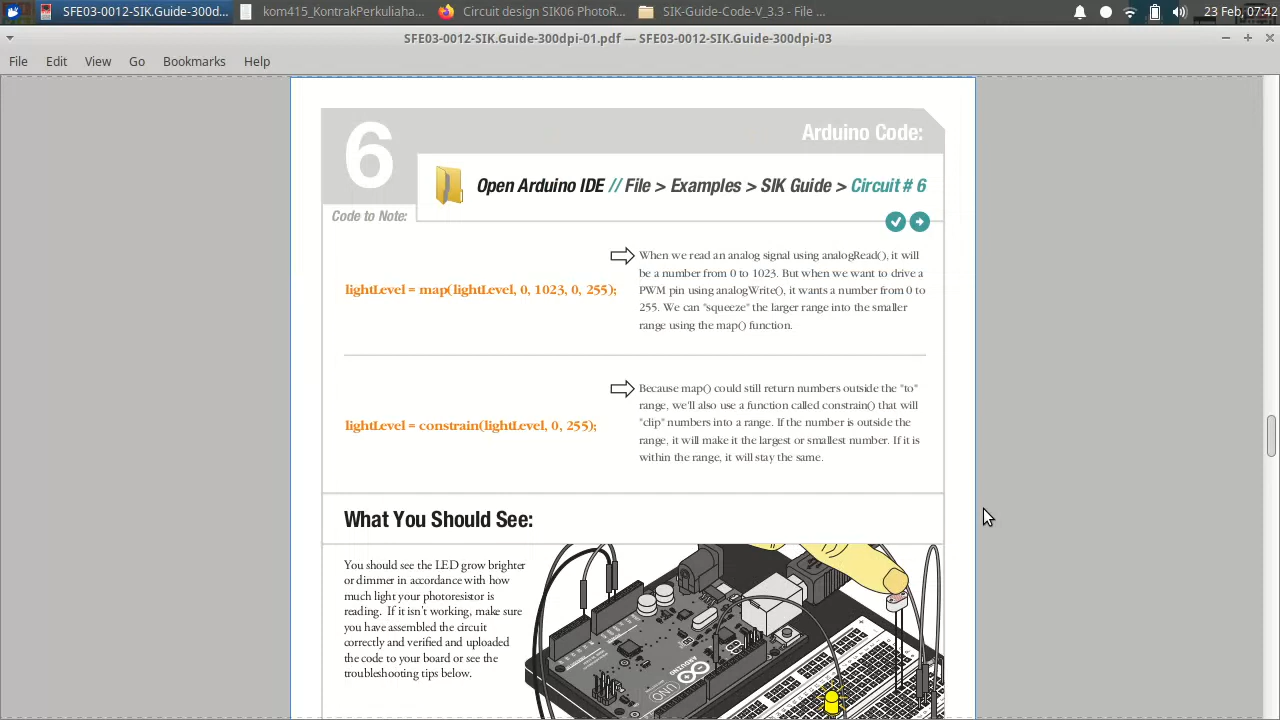 SFE03-0012-SIK.Guide-300d...
kom415_KontrakPerkuliaha...
Circuit design SIK06 PhotoR...
SIK-Guide-Code-V_3.3 - File ...
23 Feb, 07:42
SFE03-0012-SIK.Guide-300dpi-01.pdf — SFE03-0012-SIK.Guide-300dpi-03
File Edit View Go Bookmarks Help
6
Arduino Code:
Open Arduino IDE // File > Examples > SIK Guide > Circuit # 6
Code to Note:
lightLevel = map(lightLevel, 0, 1023, 0, 255);
When we read an analog signal using analogRead(), it will
be a number from 0 to 1023. But when we want to drive a
PWM pin using analogWrite(), it wants a number from 0 to
255. We can "squeeze" the larger range into the smaller
range using the map() function.
lightLevel = constrain(lightLevel, 0, 255);
Because map() could still return numbers outside the "to"
range, we'll also use a function called constrain() that will
"clip" numbers into a range. If the number is outside the
range, it will make it the largest or smallest number. If it is
within the range, it will stay the same.
What You Should See:
You should see the LED grow brighter
or dimmer in accordance with how
much light your photoresistor is
reading. If it isn't working, make sure
you have assembled the circuit
correctly and verified and uploaded
the code to your board or see the
troubleshooting tips below.
ARDUINO
UNO